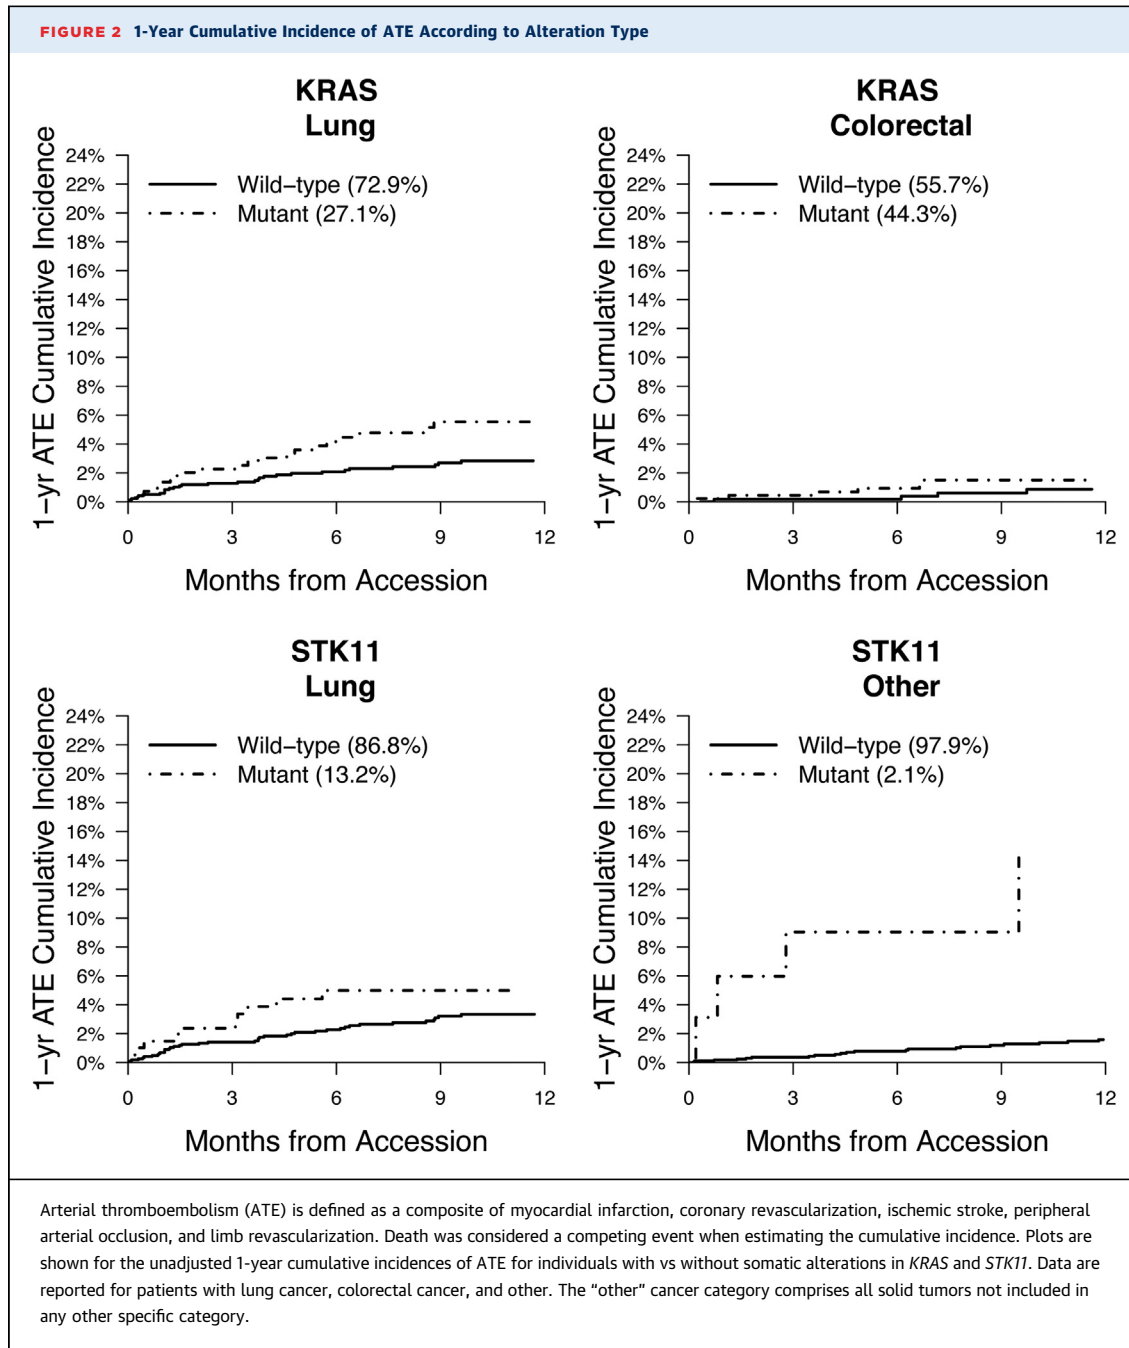 FIGURE 2 1-Year Cumulative Incidence of ATE According to Alteration Type
KRAS
Lung
1–yr ATE Cumulative Incidence
24%
22%
20%
18%
16%
14%
12%
10%
8%
6%
4%
2%
0%
Wild–type (72.9%)
Mutant (27.1%)
0 3 6 9 12
Months from Accession
KRAS
Colorectal
1–yr ATE Cumulative Incidence
24%
22%
20%
18%
16%
14%
12%
10%
8%
6%
4%
2%
0%
Wild–type (55.7%)
Mutant (44.3%)
0 3 6 9 12
Months from Accession
STK11
Lung
1–yr ATE Cumulative Incidence
24%
22%
20%
18%
16%
14%
12%
10%
8%
6%
4%
2%
0%
Wild–type (86.8%)
Mutant (13.2%)
0 3 6 9 12
Months from Accession
STK11
Other
1–yr ATE Cumulative Incidence
24%
22%
20%
18%
16%
14%
12%
10%
8%
6%
4%
2%
0%
Wild–type (97.9%)
Mutant (2.1%)
0 3 6 9 12
Months from Accession
Arterial thromboembolism (ATE) is defined as a composite of myocardial infarction, coronary revascularization, ischemic stroke, peripheral
arterial occlusion, and limb revascularization. Death was considered a competing event when estimating the cumulative incidence. Plots are
shown for the unadjusted 1-year cumulative incidences of ATE for individuals with vs without somatic alterations in KRAS and STK11. Data are
reported for patients with lung cancer, colorectal cancer, and other. The “other” cancer category comprises all solid tumors not included in
any other specific category.